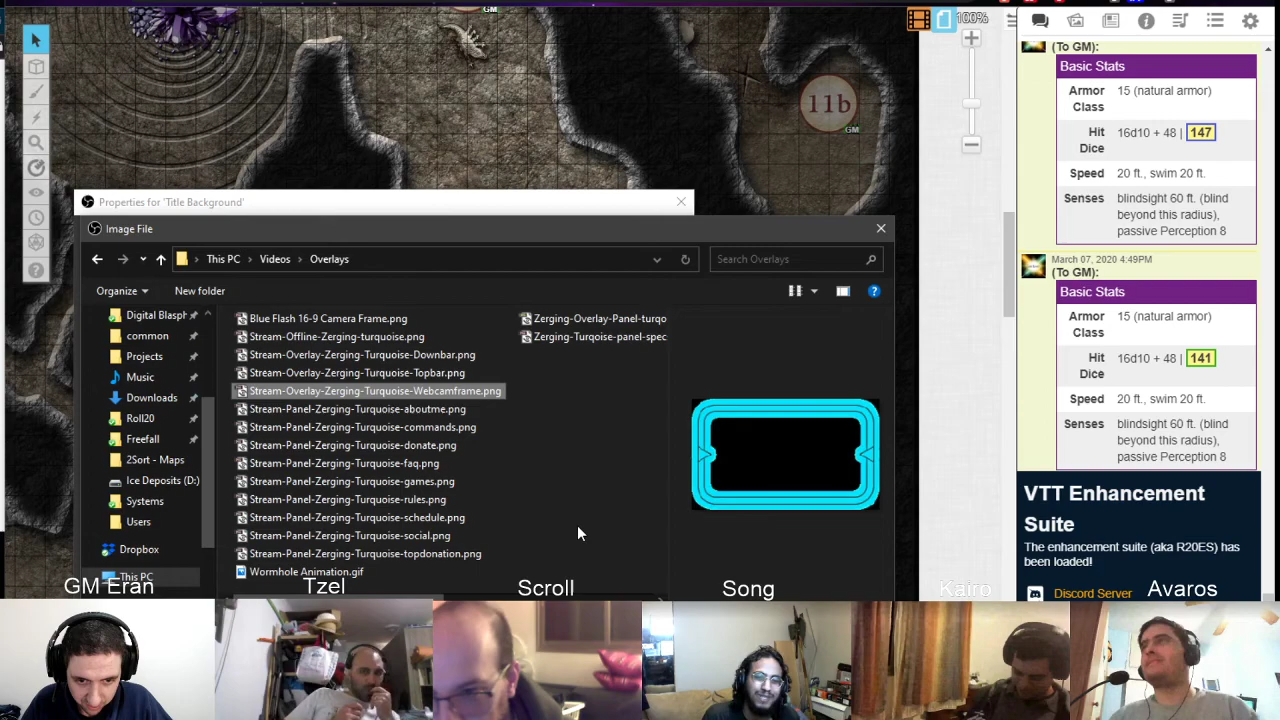 GM
100%
11b
GM
(To GM):
Basic Stats
Armor Class 15 (natural armor)
Hit Dice 16d10 + 48 | 147
Speed 20 ft., swim 20 ft.
Senses blindsight 60 ft. (blind
beyond this radius),
passive Perception 8
March 07, 2020 4:49PM
(To GM):
Basic Stats
Armor Class 15 (natural armor)
Hit Dice 16d10 + 48 | 141
Speed 20 ft., swim 20 ft.
Senses blindsight 60 ft. (blind
beyond this radius),
passive Perception 8
VTT Enhancement
Suite
The enhancement suite (aka R20ES) has
been loaded!
Discord Server
Properties for 'Title Background'
Image File
This PC > Videos > Overlays
Search Overlays
Organize
New folder
Digital Blasph
common
Projects
Music
Downloads
Roll20
Freefall
2Sort - Maps
Ice Deposits (D:)
Systems
Users
Dropbox
This PC
Blue Flash 16-9 Camera Frame.png
Stream-Offline-Zerging-turquoise.png
Stream-Overlay-Zerging-Turquoise-Downbar.png
Stream-Overlay-Zerging-Turquoise-Topbar.png
Stream-Overlay-Zerging-Turquoise-Webcamframe.png
Stream-Panel-Zerging-Turquoise-aboutme.png
Stream-Panel-Zerging-Turquoise-commands.png
Stream-Panel-Zerging-Turquoise-donate.png
Stream-Panel-Zerging-Turquoise-faq.png
Stream-Panel-Zerging-Turquoise-games.png
Stream-Panel-Zerging-Turquoise-rules.png
Stream-Panel-Zerging-Turquoise-schedule.png
Stream-Panel-Zerging-Turquoise-social.png
Stream-Panel-Zerging-Turquoise-topdonation.png
Wormhole Animation.gif
Zerging-Overlay-Panel-turqo
Zerging-Turqoise-panel-spec
GM Eran
Tzel
Scroll
Song
Kairo
Avaros